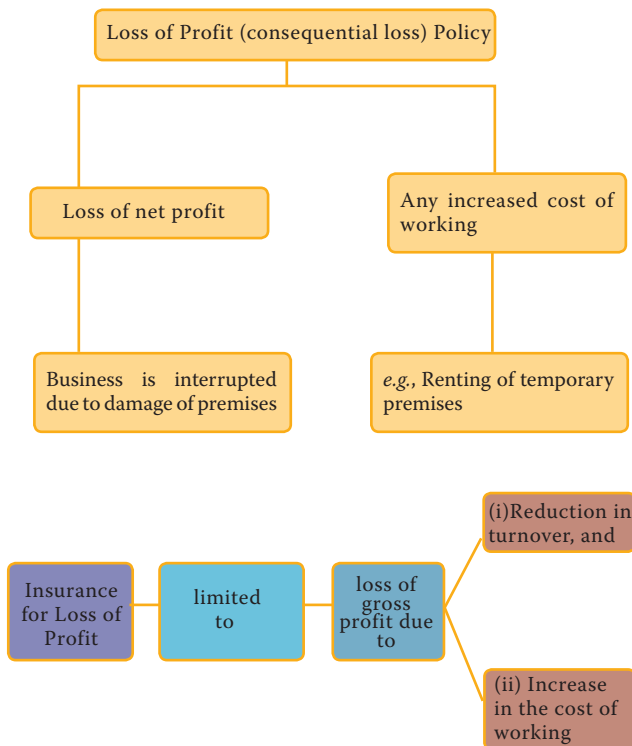 Loss of Profit (consequential loss) Policy
Loss of net profit
Any increased cost of
working
Business is interrupted
due to damage of premises
e.g., Renting of temporary
premises
Insurance
for Loss of
Profit
limited
to
loss of
gross
profit due
to
(i)Reduction in
turnover, and
(ii) Increase
in the cost of
working